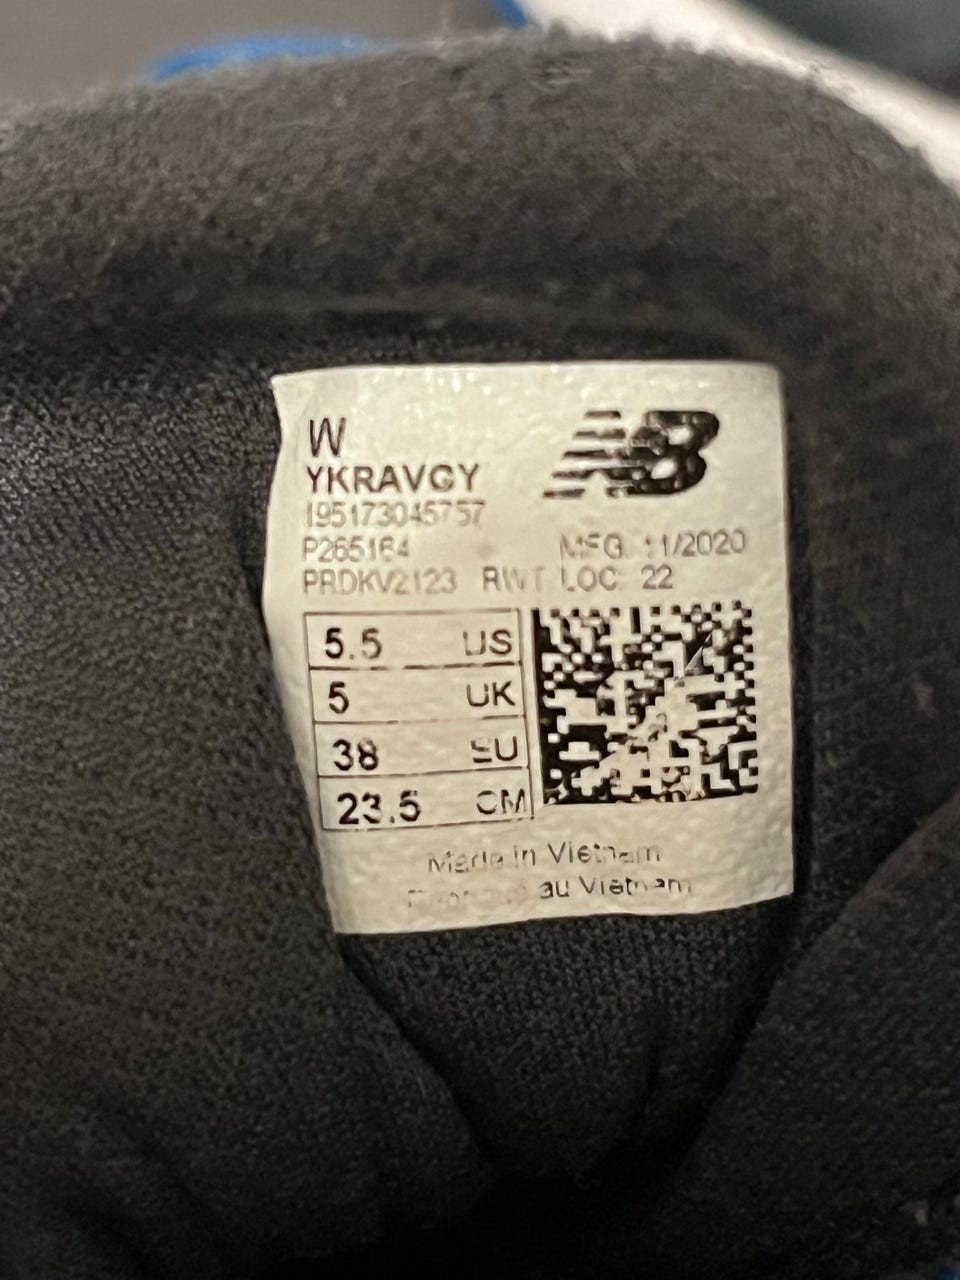 W
NB
YKRAVGY
195173045757
P265164
MFG. 11/2020
PRDKV2123 RWT LOC 22
5.5 US
5 UK
38 EU
23.5 CM
Made in Vietnam
au Vietnam